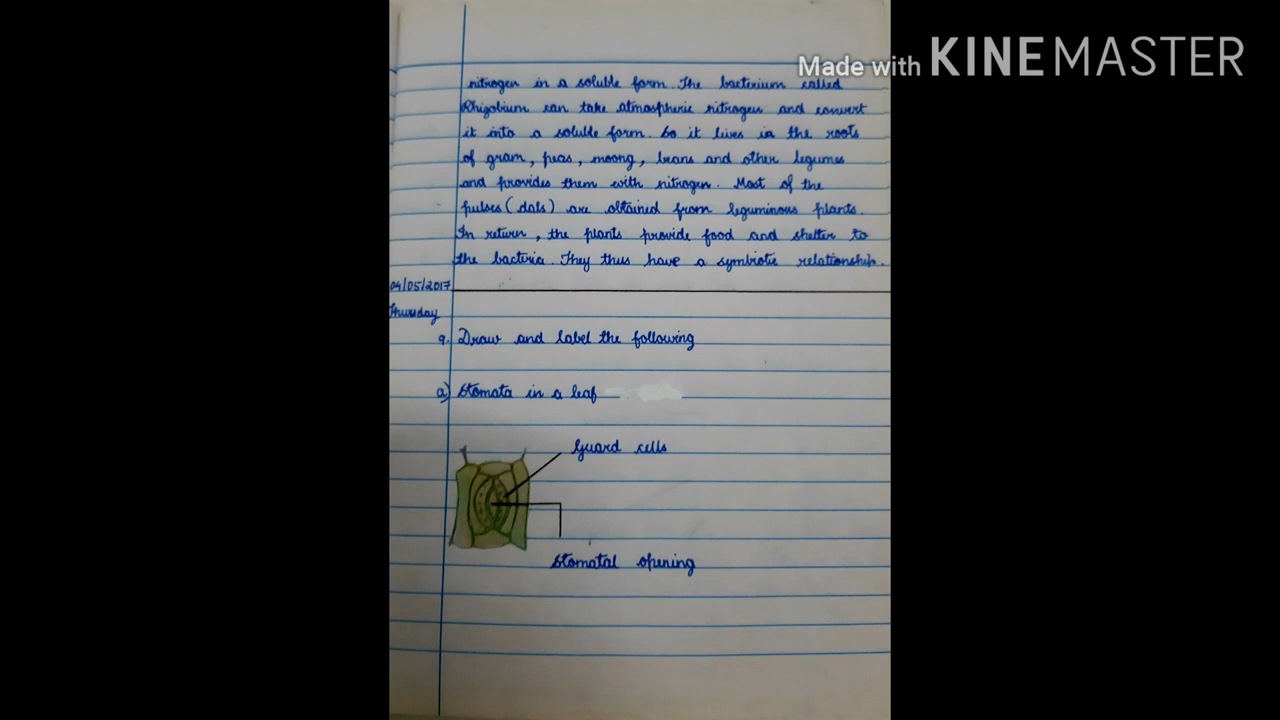 Made with KINEMASTER
nitrogen in a soluble form. The bacterium called
Rhizobium can take atmospheric nitrogen and convert
it into a soluble form. So it lives in the roots
of gram, peas, moong, beans and other legumes
and provides them with nitrogen. Most of the
pulses (dals) are obtained from leguminous plants.
In return, the plants provide food and shelter to
the bacteria. They thus have a symbiotic relationship.
04/05/2017
Thursday
9. Draw and label the following
a) Stomata in a leaf
Guard cells
Stomatal opening